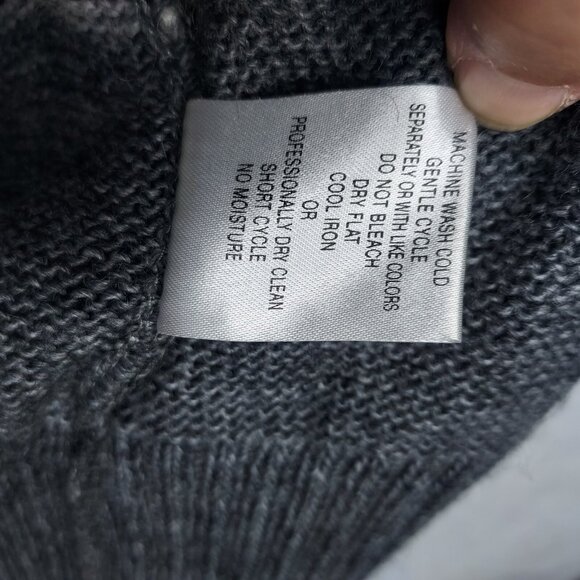 MACHINE WASH COLD
GENTLE CYCLE
SEPARATELY OR WITH LIKE COLORS
DO NOT BLEACH
DRY FLAT
COOL IRON
OR
PROFESSIONALLY DRY CLEAN
SHORT CYCLE
NO MOISTURE